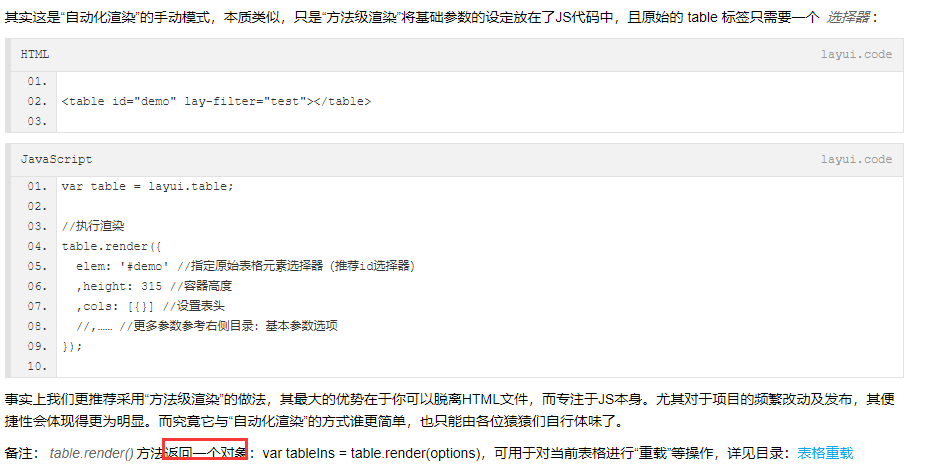 其实这是“自动化渲染”的手动模式，本质类似，只是“方法级渲染”将基础参数的设定放在了JS代码中，且原始的 table 标签只需要一个 选择器：
HTML layui.code
01.
02. <table id="demo" lay-filter="test"></table>
03.
JavaScript layui.code
01. var table = layui.table;
02.
03. //执行渲染
04. table.render({
05.   elem: '#demo' //指定原始表格元素选择器（推荐id选择器）
06.   ,height: 315 //容器高度
07.   ,cols: [{}] //设置表头
08.   //,…… //更多参数参考右侧目录：基本参数选项
09. });
10.
事实上我们更推荐采用“方法级渲染”的做法，其最大的优势在于你可以脱离HTML文件，而专注于JS本身。尤其对于项目的频繁改动及发布，其便
捷性会体现得更为明显。而究竟它与“自动化渲染”的方式谁更简单，也只能由各位猿猿们自行体味了。
备注： table.render() 方法返回一个对象：var tableIns = table.render(options)，可用于对当前表格进行“重载”等操作，详见目录：表格重载